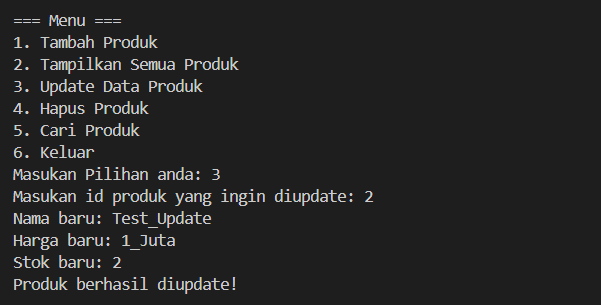 === Menu ===
1. Tambah Produk
2. Tampilkan Semua Produk
3. Update Data Produk
4. Hapus Produk
5. Cari Produk
6. Keluar
Masukan Pilihan anda: 3
Masukan id produk yang ingin diupdate: 2
Nama baru: Test_Update
Harga baru: 1_Juta
Stok baru: 2
Produk berhasil diupdate!